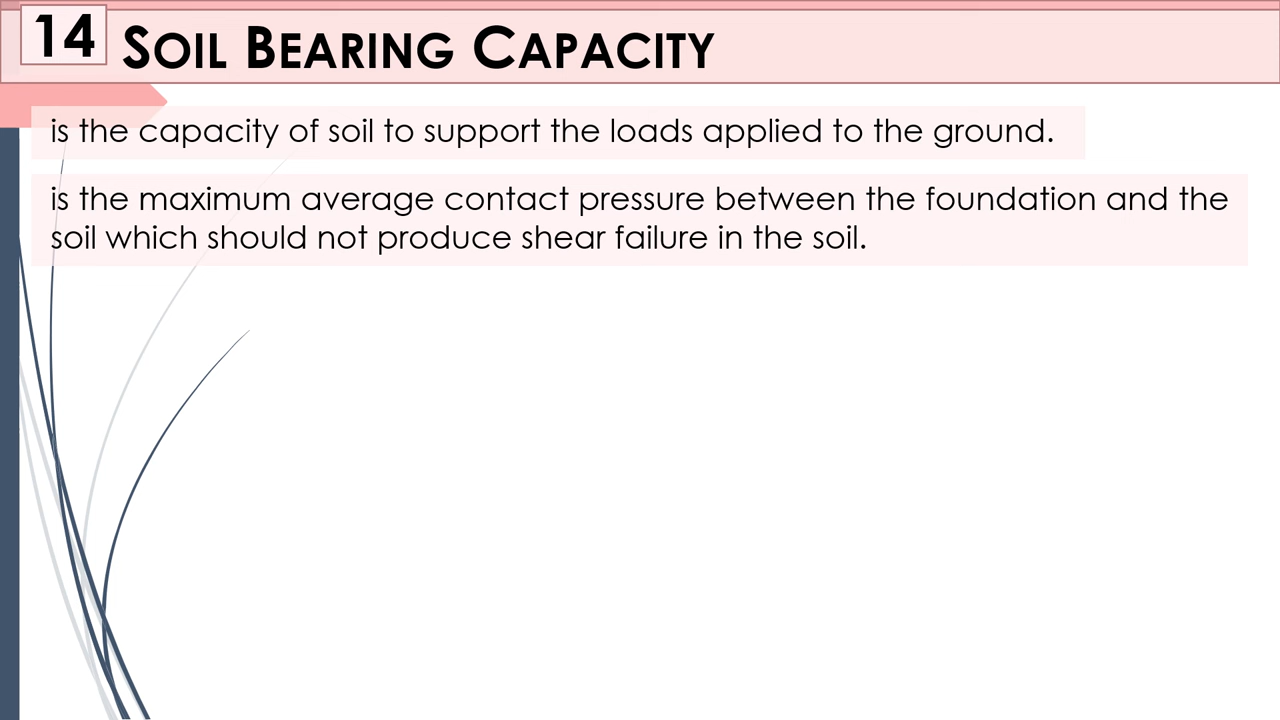 14 SOIL BEARING CAPACITY
is the capacity of soil to support the loads applied to the ground.
is the maximum average contact pressure between the foundation and the
soil which should not produce shear failure in the soil.